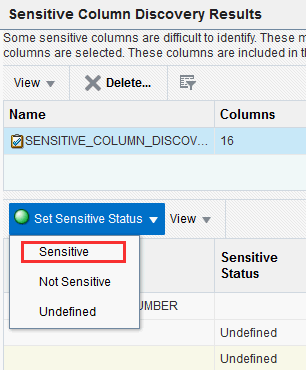 Sensitive Column Discovery Results
Some sensitive columns are difficult to identify. These
columns are selected. These columns are included in
View Delete...
Name Columns
SENSITIVE_COLUMN_DISCOV... 16
Set Sensitive Status View
Sensitive
Not Sensitive
Undefined
Sensitive
Status
UMBER
Undefined
Undefined